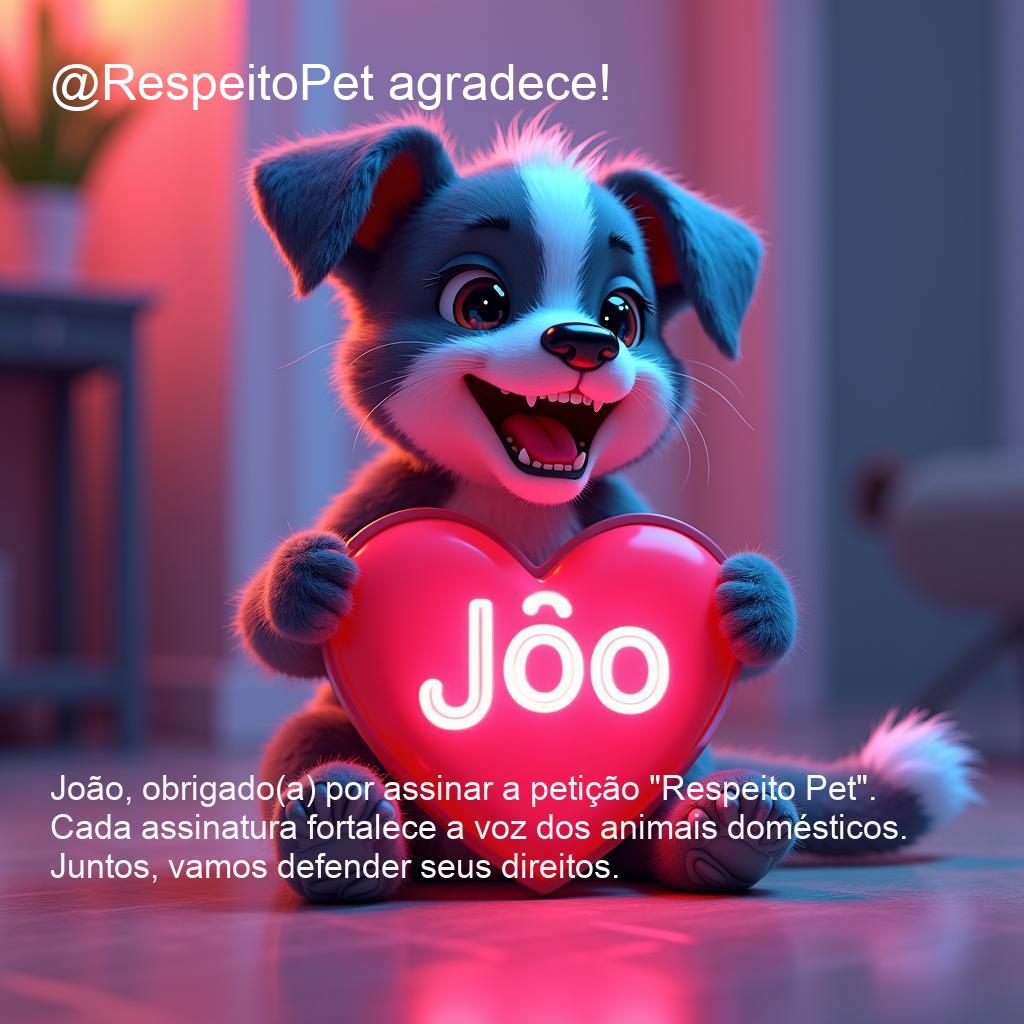 @RespeitoPet agradece!
Jôo
João, obrigado(a) por assinar a petição "Respeito Pet".
Cada assinatura fortalece a voz dos animais domésticos.
Juntos, vamos defender seus direitos.